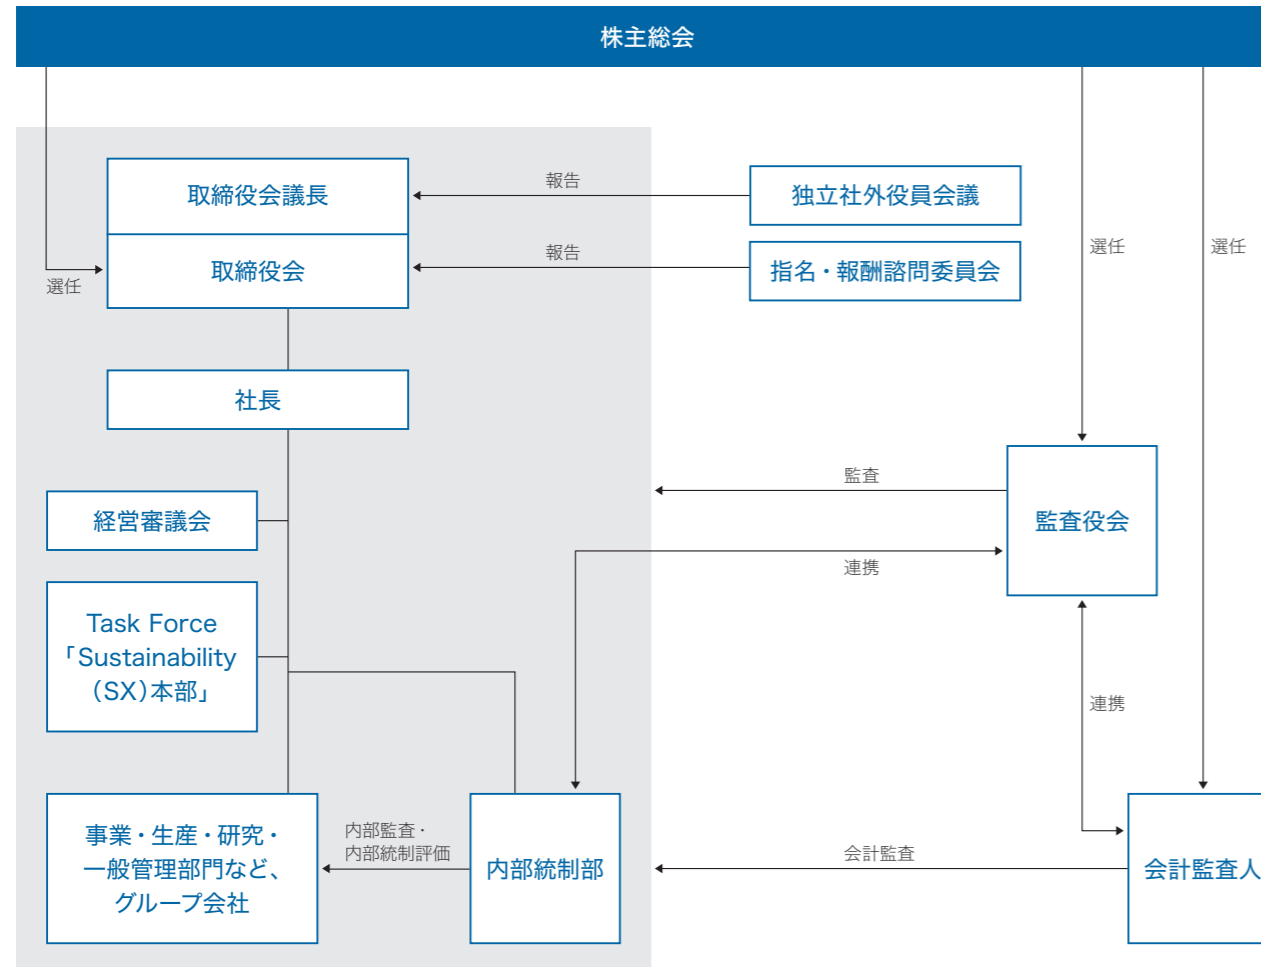 株主総会
取締役会議長
報告
独立社外役員会議
取締役会
報告
指名・報酬諮問委員会
選任
選任
選任
社長
監査
監査役会
経営審議会
連携
Task Force
「Sustainability
（SX）本部」
連携
事業・生産・研究・
一般管理部門など、
グループ会社
内部監査・
内部統制評価
内部統制部
会計監査
会計監査人